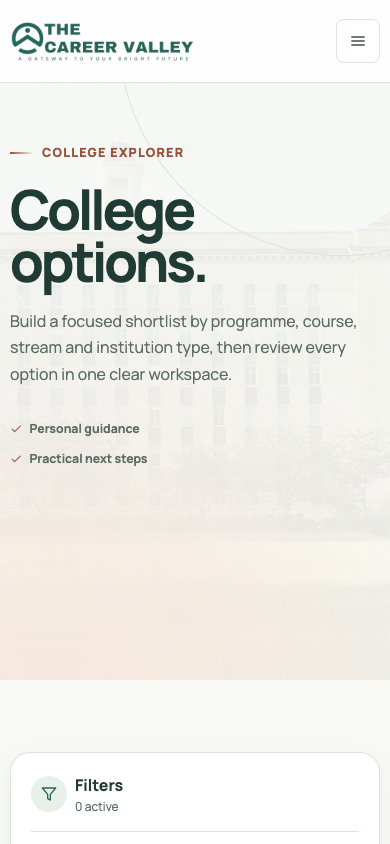 THE
CAREER VALLEY
A GATEWAY TO YOUR BRIGHT FUTURE
COLLEGE EXPLORER
College
options.
Build a focused shortlist by programme, course,
stream and institution type, then review every
option in one clear workspace.
Personal guidance
Practical next steps
Filters
0 active